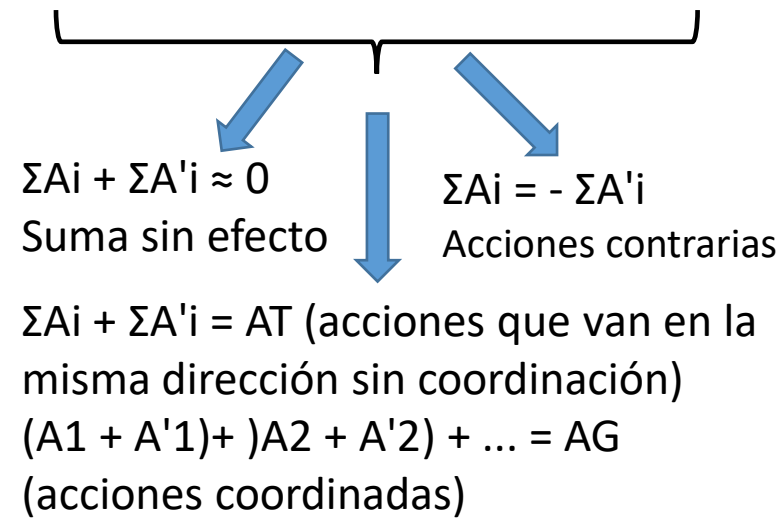 ΣAi + ΣA'i ≈ 0
Suma sin efecto
ΣAi = - ΣA'i
Acciones contrarias
ΣAi + ΣA'i = AT (acciones que van en la
misma dirección sin coordinación)
(A1 + A'1)+ )A2 + A'2) + ... = AG
(acciones coordinadas)